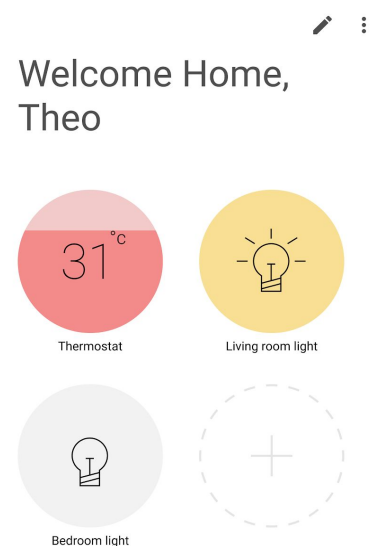 Welcome Home,
Theo
31°C
Thermostat
Living room light
Bedroom light